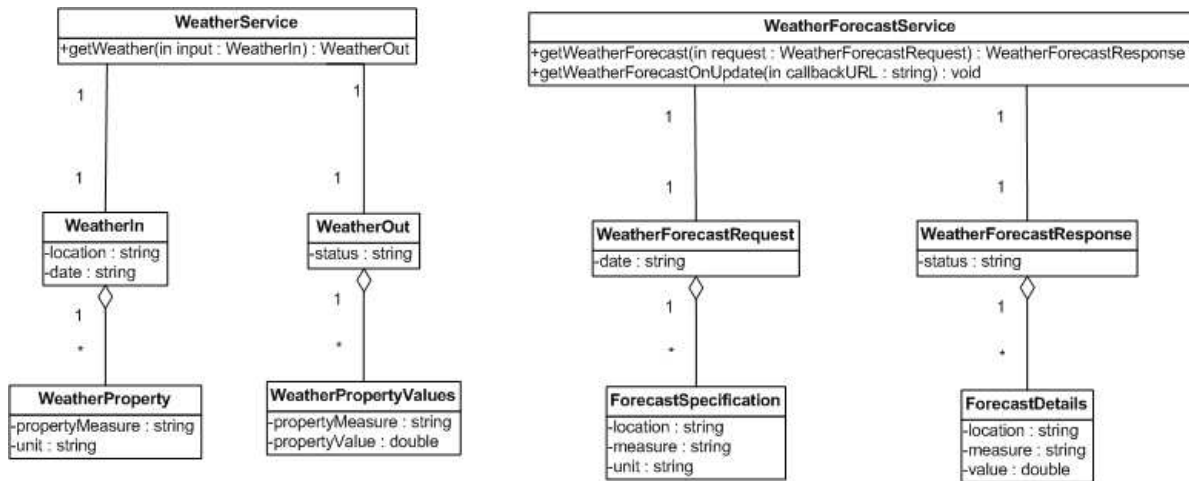 WeatherService
+getWeather(in input : WeatherIn) : WeatherOut
1
1
1
1
WeatherIn
-location : string
-date : string
1
*
WeatherProperty
-propertyMeasure : string
-unit : string
WeatherOut
-status : string
1
*
WeatherPropertyValues
-propertyMeasure : string
-propertyValue : double
WeatherForecastService
+getWeatherForecast(in request : WeatherForecastRequest) : WeatherForecastResponse
+getWeatherForecastOnUpdate(in callbackURL : string) : void
1
1
1
1
WeatherForecastRequest
-date : string
1
*
ForecastSpecification
-location : string
-measure : string
-unit : string
WeatherForecastResponse
-status : string
1
*
ForecastDetails
-location : string
-measure : string
-value : double